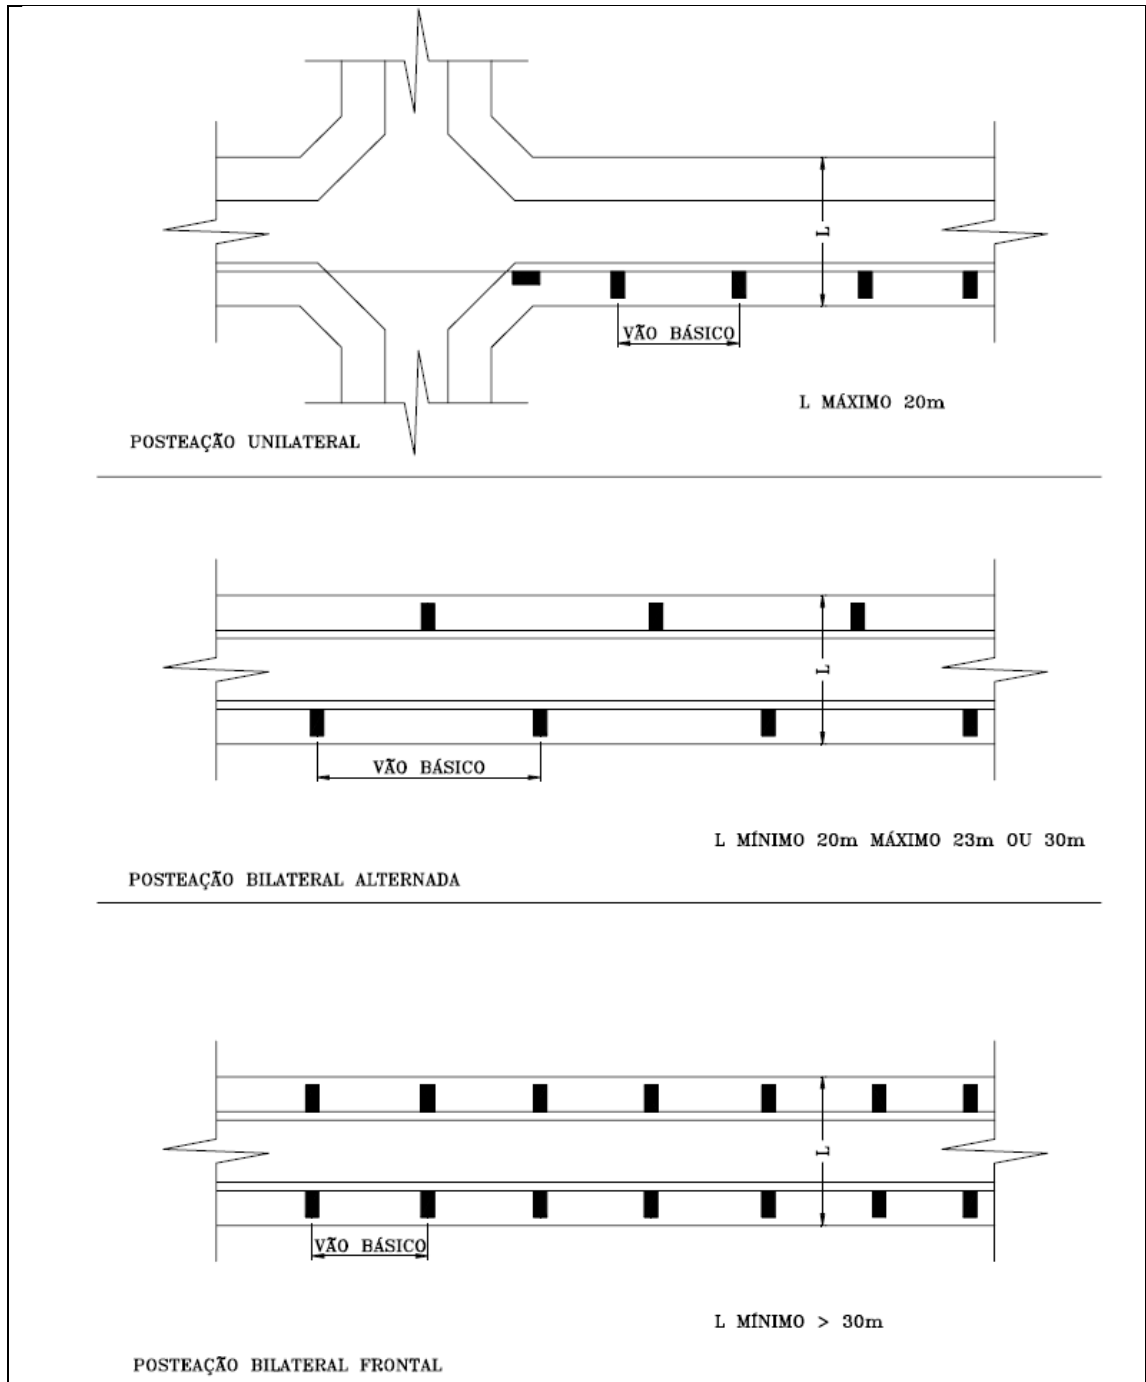 L
VÃO BÁSICO
L MÁXIMO 20m
POSTEAÇÃO UNILATERAL
L
VÃO BÁSICO
L MÍNIMO 20m MÁXIMO 23m OU 30m
POSTEAÇÃO BILATERAL ALTERNADA
L
VÃO BÁSICO
L MÍNIMO > 30m
POSTEAÇÃO BILATERAL FRONTAL